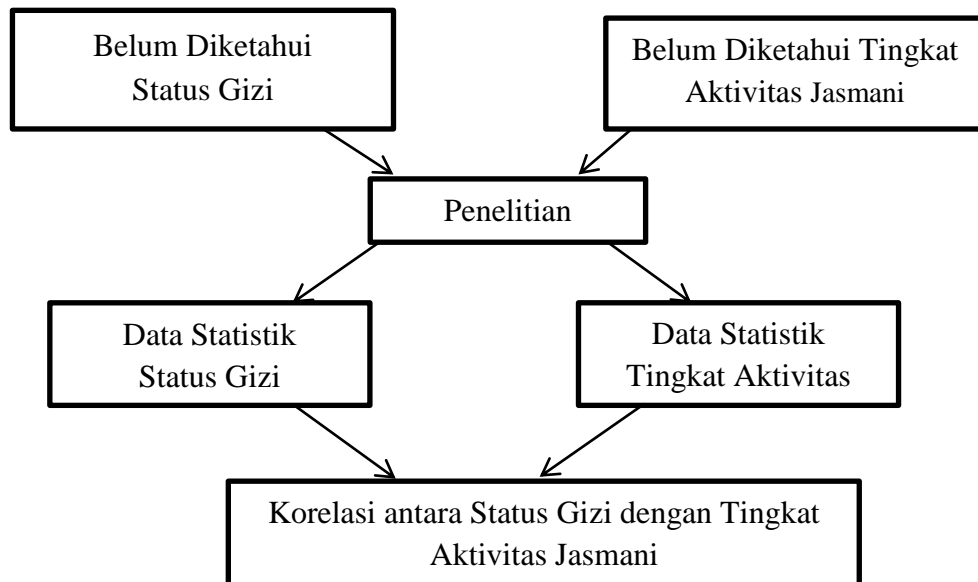 Belum Diketahui
Status Gizi
Belum Diketahui Tingkat
Aktivitas Jasmani
Penelitian
Data Statistik
Status Gizi
Data Statistik
Tingkat Aktivitas
Korelasi antara Status Gizi dengan Tingkat
Aktivitas Jasmani